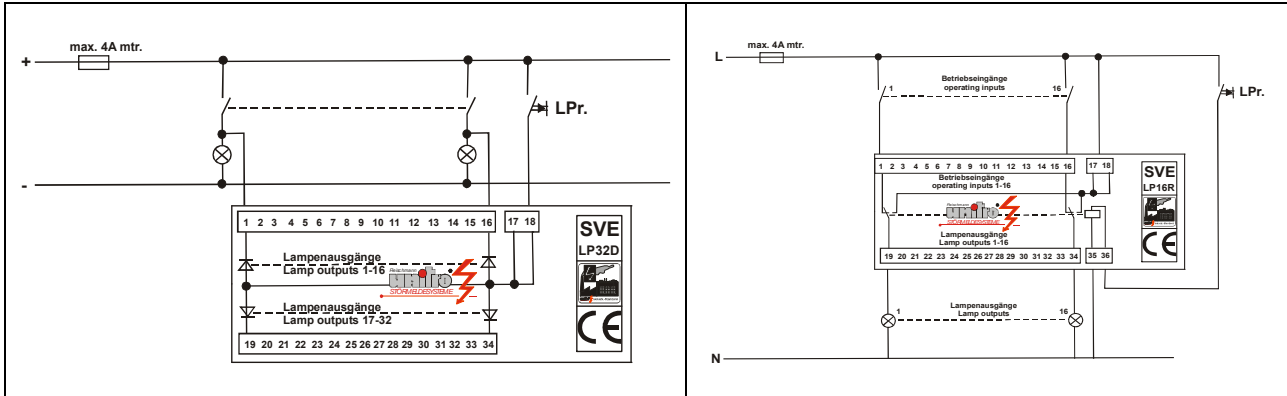 max. 4A mtr.
+
LPr.
-
1 2 3 4 5 6 7 8 9 10 11 12 13 14 15 16 17 18
SVE
LP32D
Lampenausgänge
Lamp outputs 1-16
unitro
STÖRMELDESYSTEME
Lampenausgänge
Lamp outputs 17-32
CE
19 20 21 22 23 24 25 26 27 28 29 30 31 32 33 34
max. 4A mtr.
L
Betriebseingänge
1 operating inputs 16
LPr.
1 2 3 4 5 6 7 8 9 10 11 12 13 14 15 16 17 18
SVE
LP16R
Betriebseingänge
operating inputs 1-16
unitro
STÖRMELDESYSTEME
Lampenausgänge
Lamp outputs 1-16
CE
19 20 21 22 23 24 25 26 27 28 29 30 31 32 33 34 35 36
Lampenausgänge
1 Lamp outputs 16
N